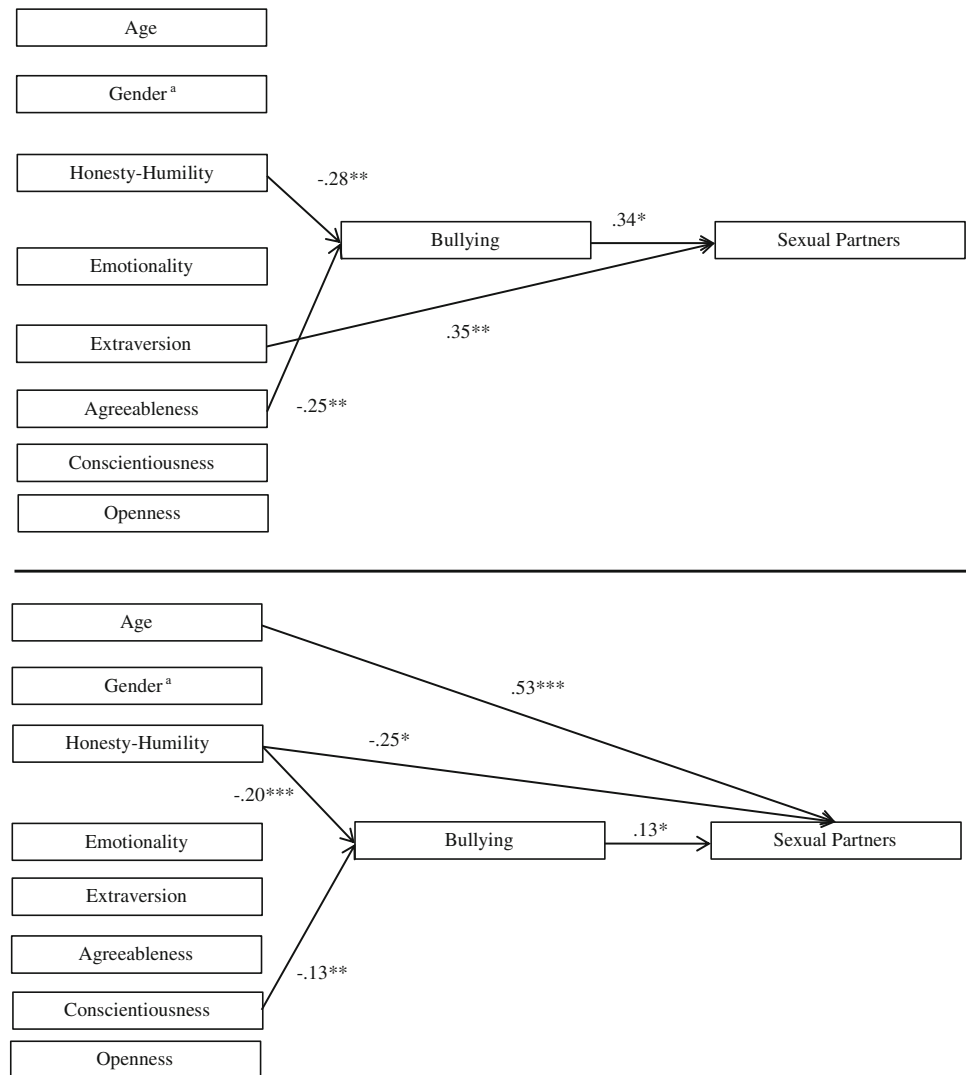 Age
Gender a
Honesty-Humility
-.28**
.34*
Bullying
Sexual Partners
Emotionality
Extraversion
.35**
Agreeableness
-.25**
Conscientiousness
Openness
Age
Gender a
.53***
Honesty-Humility
-.25*
-.20***
Emotionality
Bullying
.13*
Sexual Partners
Extraversion
Agreeableness
-.13**
Conscientiousness
Openness